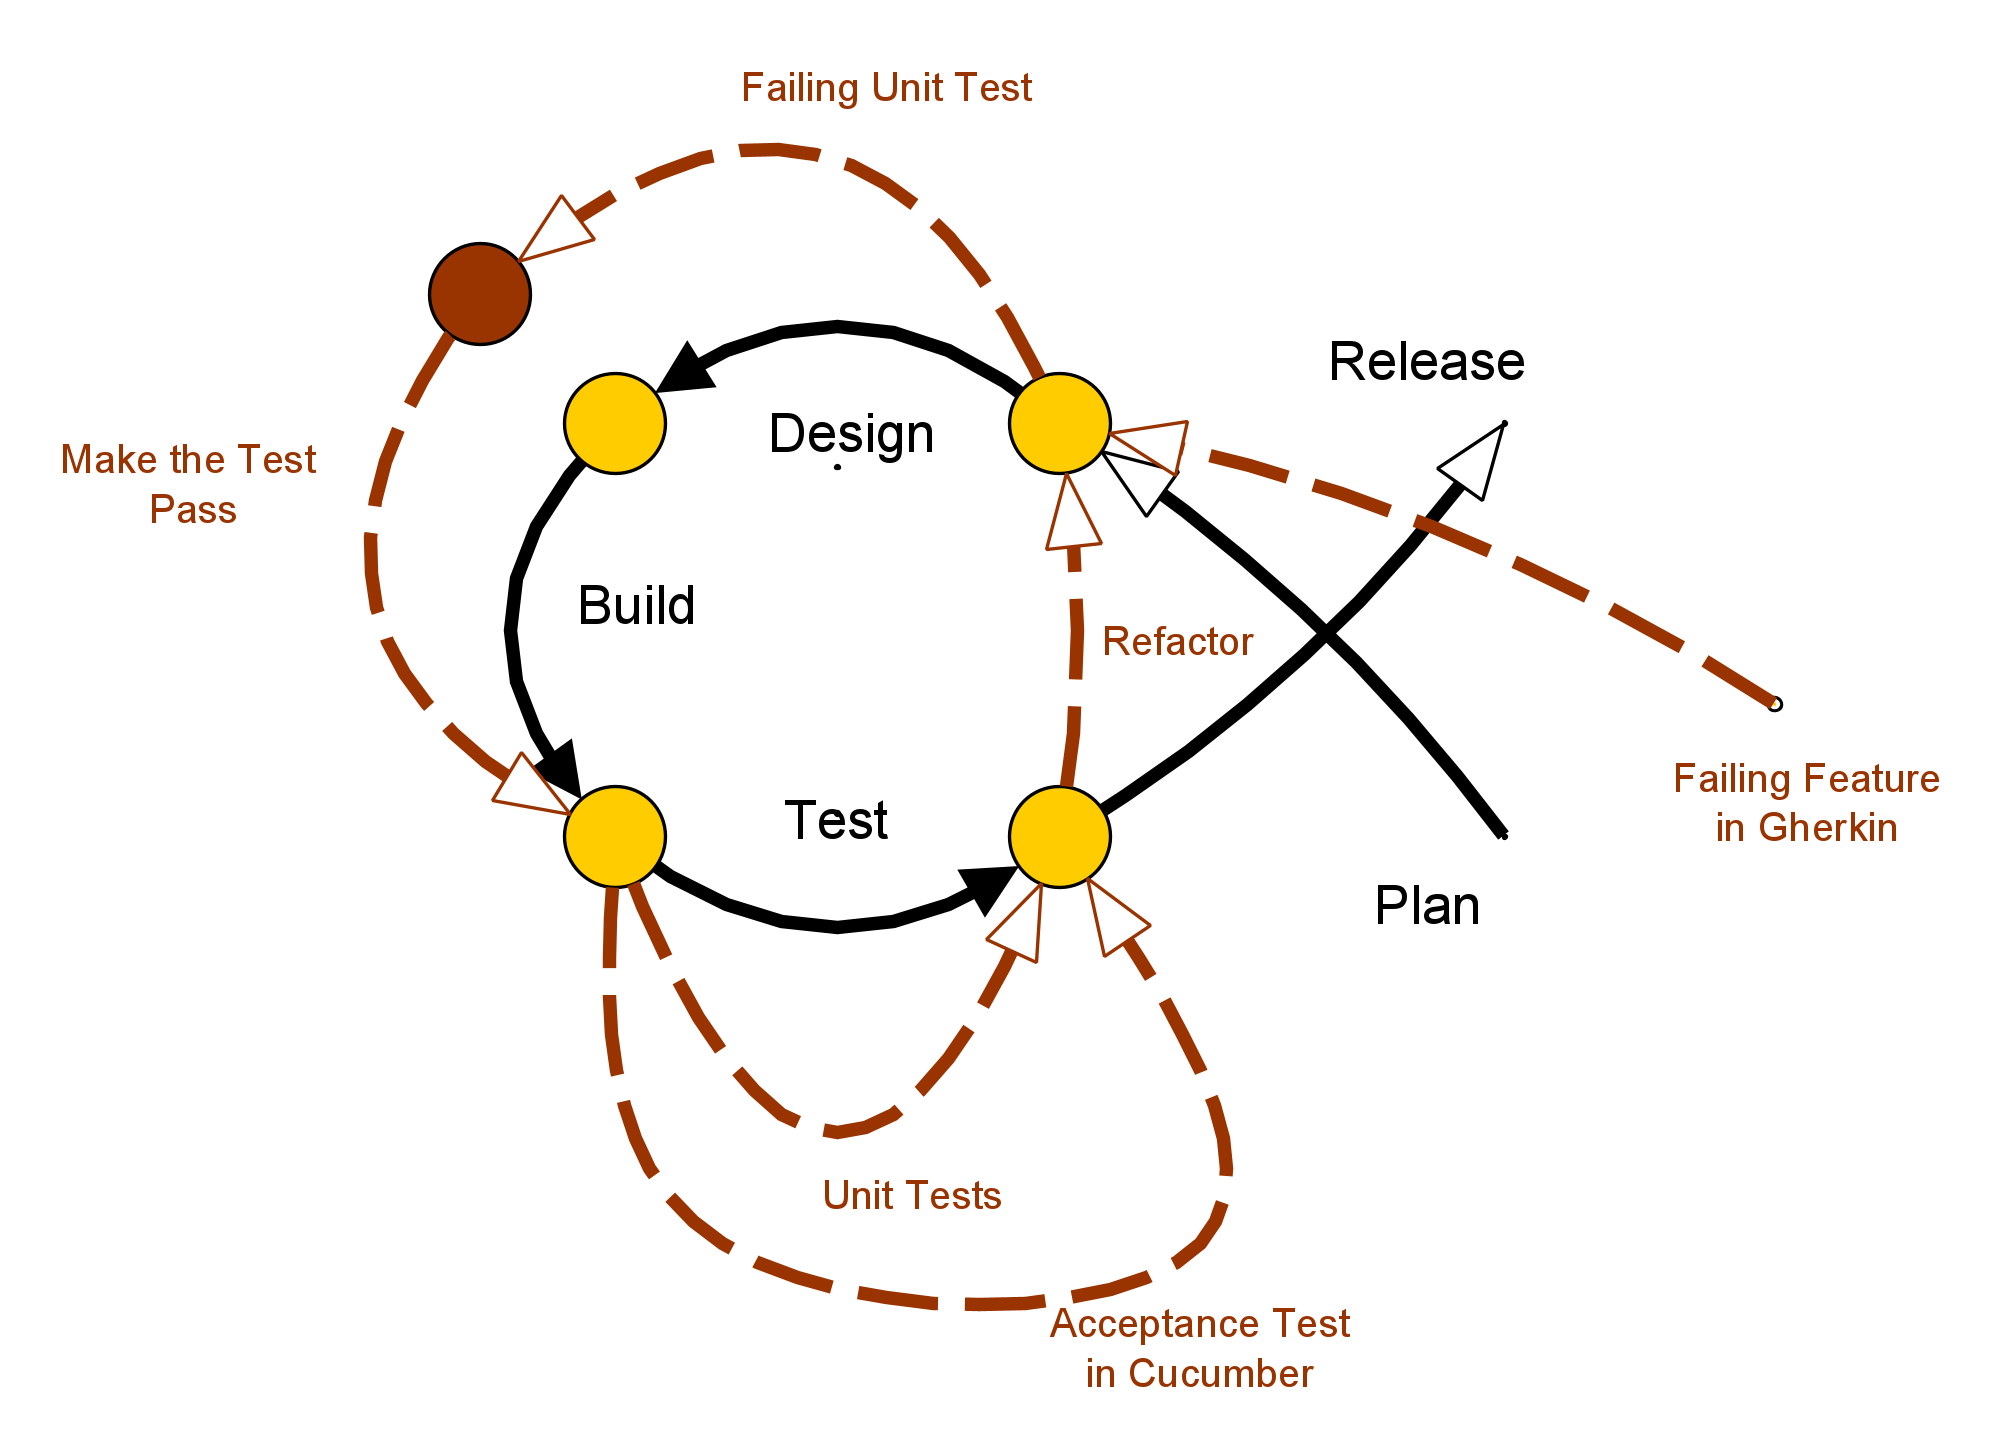 Failing Unit Test
Release
Design
Make the Test
Pass
Build
Refactor
Failing Feature
in Gherkin
Test
Plan
Unit Tests
Acceptance Test
in Cucumber